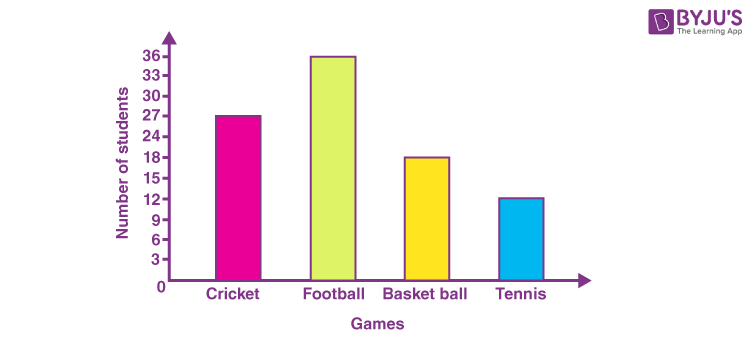 BYJU'S
The Learning App
Number of students
36
33
30
27
24
18
15
12
9
6
3
0
Cricket
Football
Basket ball
Tennis
Games